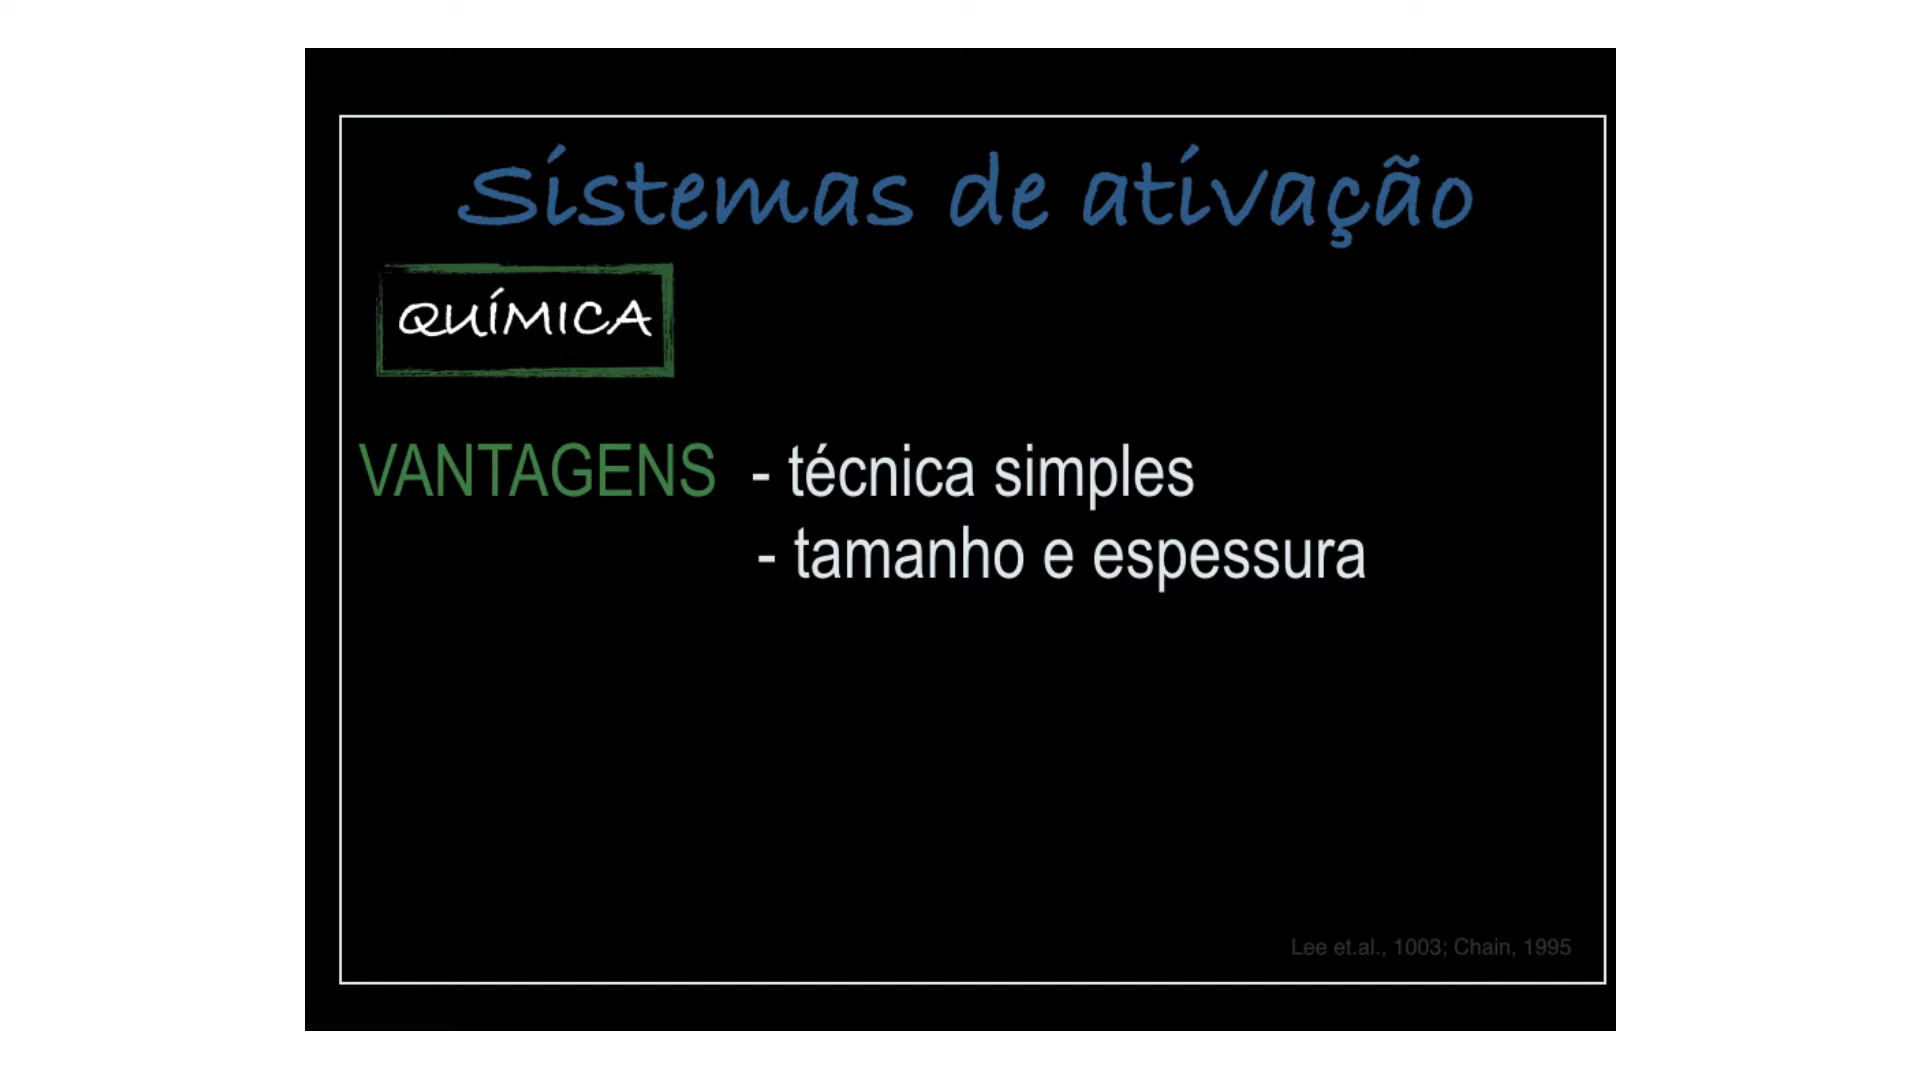 Sistemas de ativação
QUÍMICA
VANTAGENS - técnica simples
- tamanho e espessura
Lee et.al., 1003; Chain, 1995